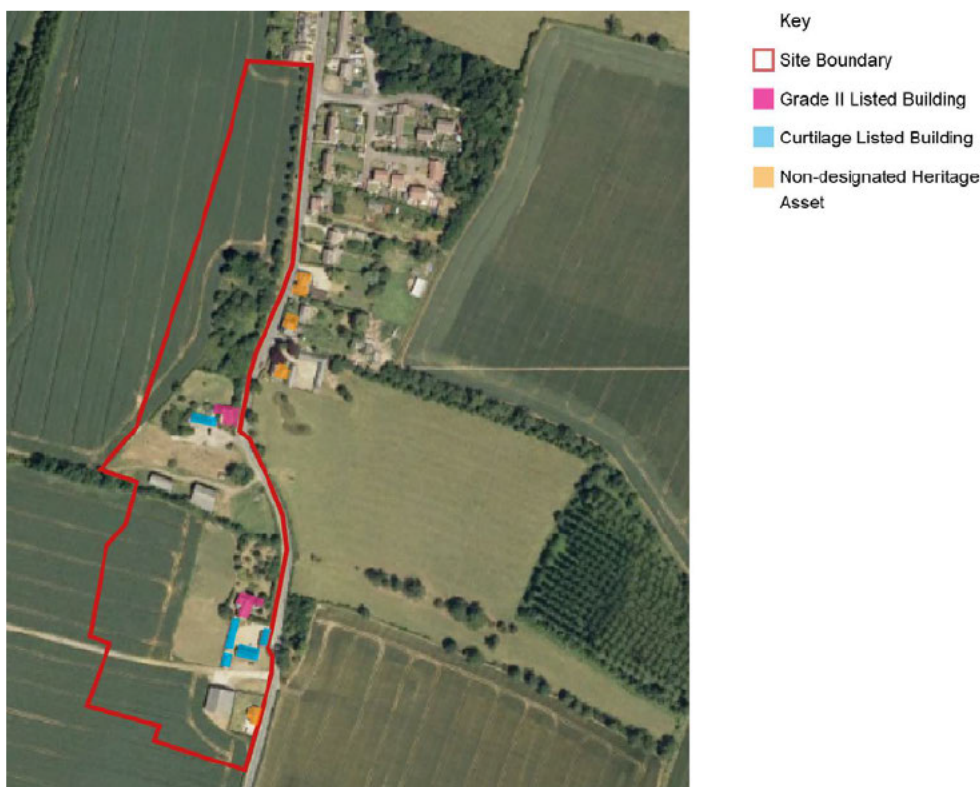 Key
Site Boundary
Grade II Listed Building
Curtilage Listed Building
Non-designated Heritage
Asset